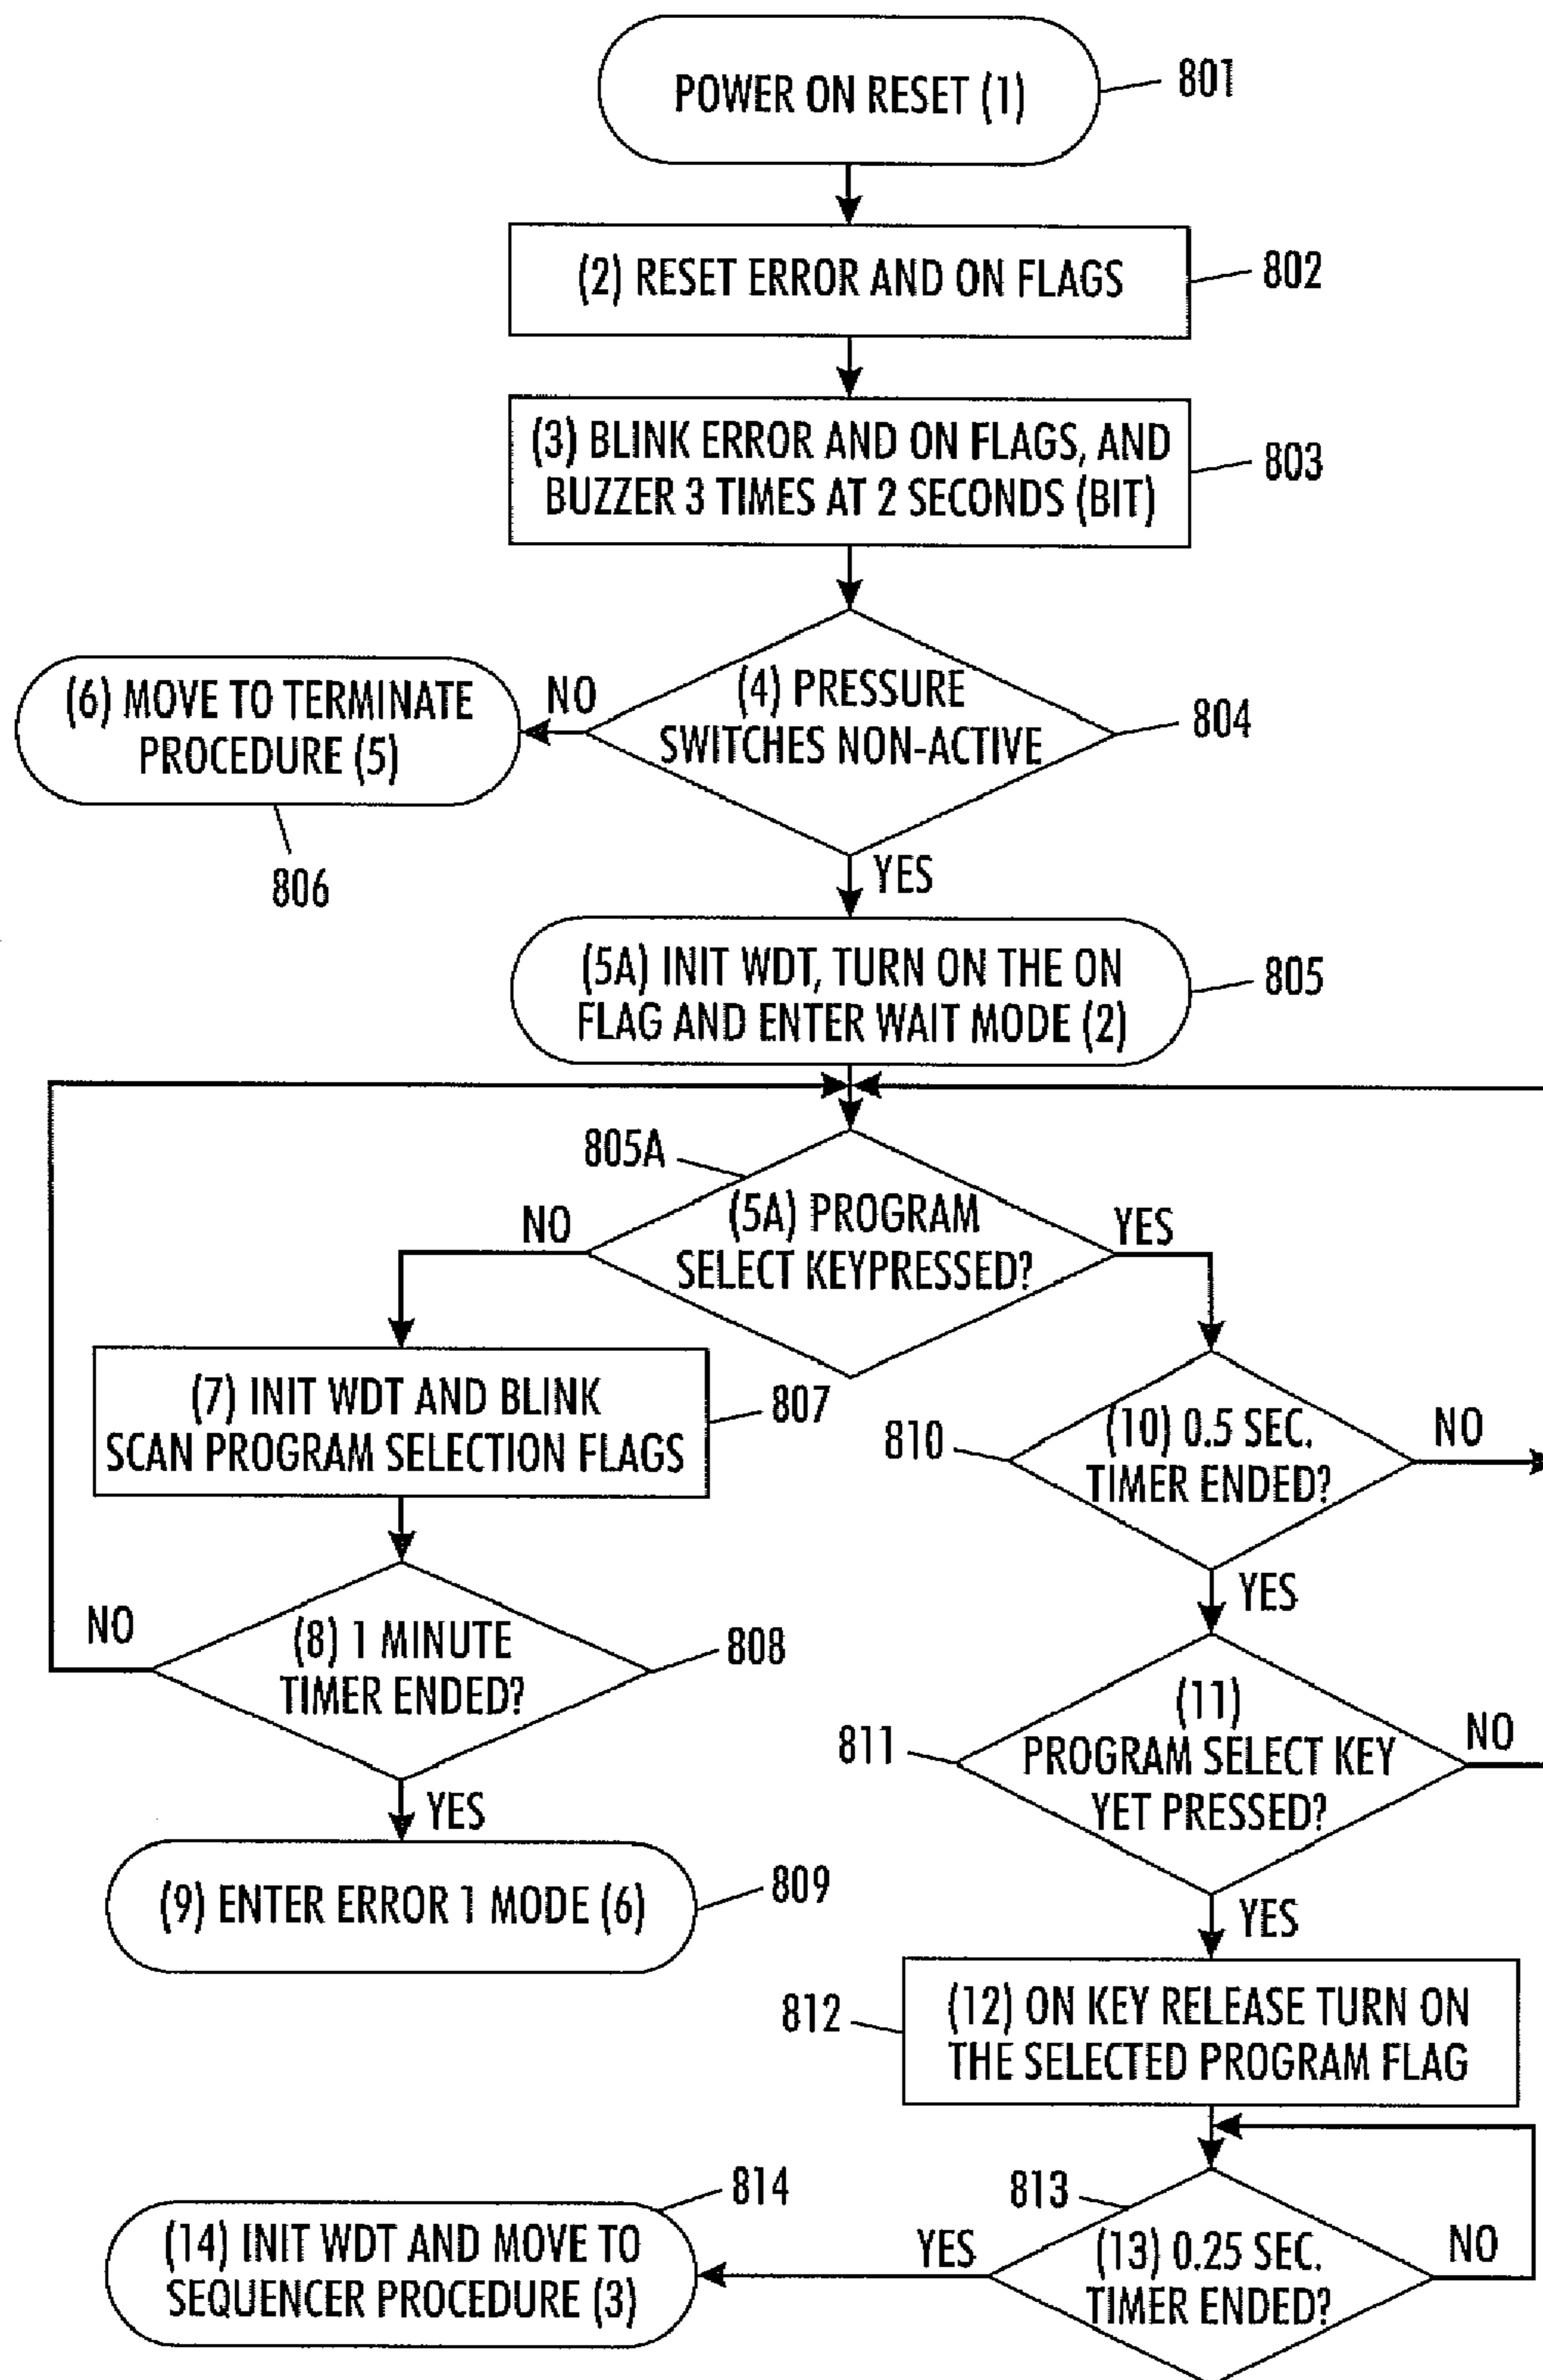 POWER ON RESET (1)
801
(2) RESET ERROR AND ON FLAGS
802
(3) BLINK ERROR AND ON FLAGS, AND
BUZZER 3 TIMES AT 2 SECONDS (BIT)
803
(4) PRESSURE
SWITCHES NON-ACTIVE
804
NO
(6) MOVE TO TERMINATE
PROCEDURE (5)
806
YES
(5A) INIT WDT, TURN ON THE ON
FLAG AND ENTER WAIT MODE (2)
805
805A
(5A) PROGRAM
SELECT KEYPRESSED?
NO
YES
(7) INIT WDT AND BLINK
SCAN PROGRAM SELECTION FLAGS
807
810
(10) 0.5 SEC.
TIMER ENDED?
NO
YES
NO
(8) 1 MINUTE
TIMER ENDED?
808
YES
811
(11)
PROGRAM SELECT KEY
YET PRESSED?
NO
YES
(9) ENTER ERROR 1 MODE (6)
809
812
(12) ON KEY RELEASE TURN ON
THE SELECTED PROGRAM FLAG
813
(13) 0.25 SEC.
TIMER ENDED?
NO
YES
814
(14) INIT WDT AND MOVE TO
SEQUENCER PROCEDURE (3)